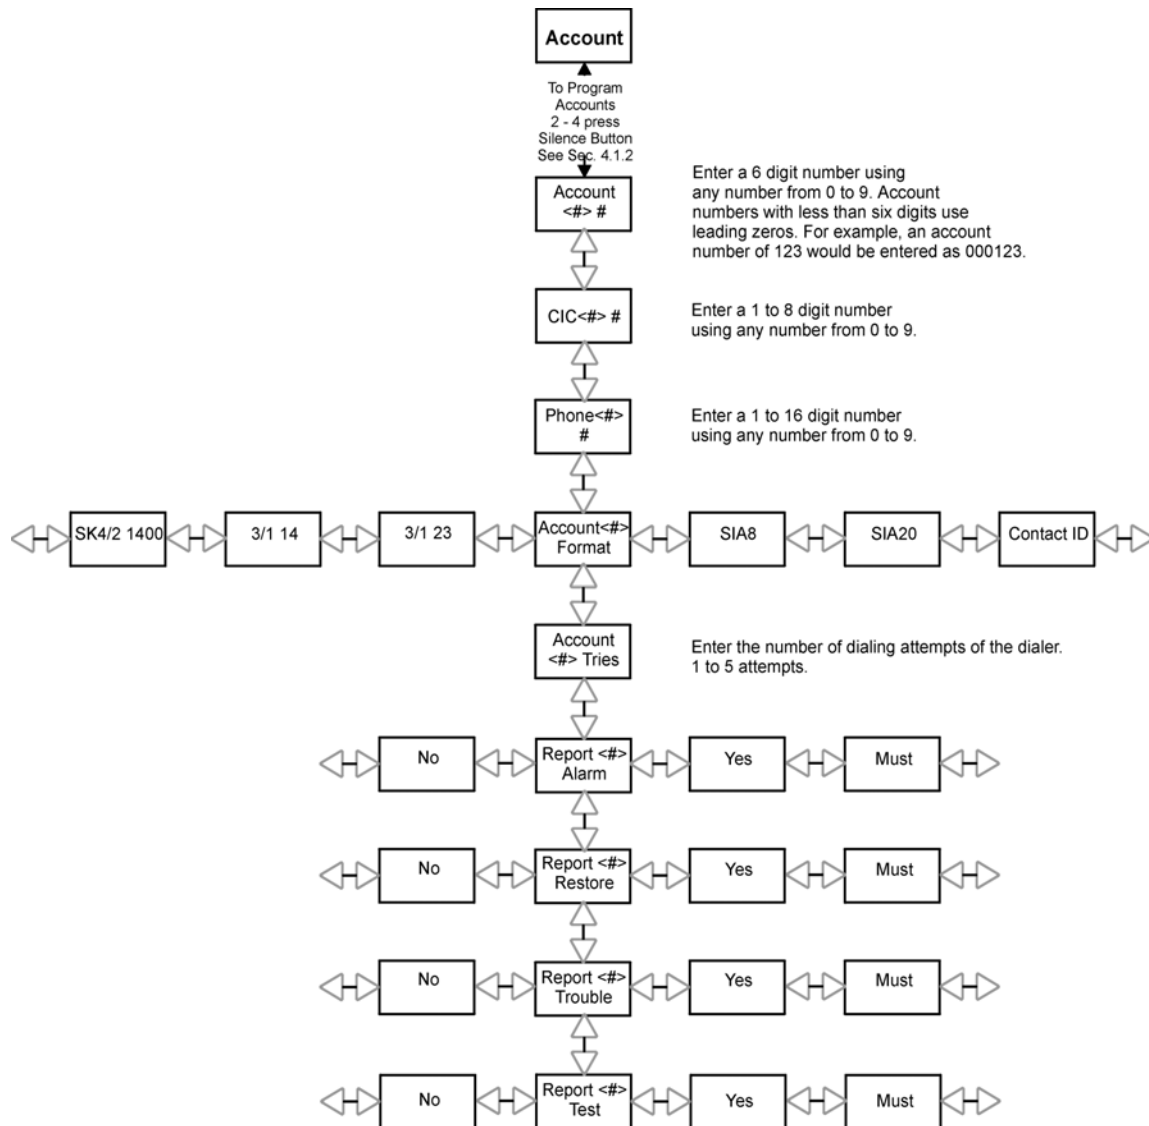 Account
To Program
Accounts
2 - 4 press
Silence Button
See Sec. 4.1.2
Account
<#> #
Enter a 6 digit number using
any number from 0 to 9. Account
numbers with less than six digits use
leading zeros. For example, an account
number of 123 would be entered as 000123.
CIC<#> #
Enter a 1 to 8 digit number
using any number from 0 to 9.
Phone<#>
#
Enter a 1 to 16 digit number
using any number from 0 to 9.
SK4/2 1400
3/1 14
3/1 23
Account<#>
Format
SIA8
SIA20
Contact ID
Account
<#> Tries
Enter the number of dialing attempts of the dialer.
1 to 5 attempts.
No
Report <#>
Alarm
Yes
Must
No
Report <#>
Restore
Yes
Must
No
Report <#>
Trouble
Yes
Must
No
Report <#>
Test
Yes
Must